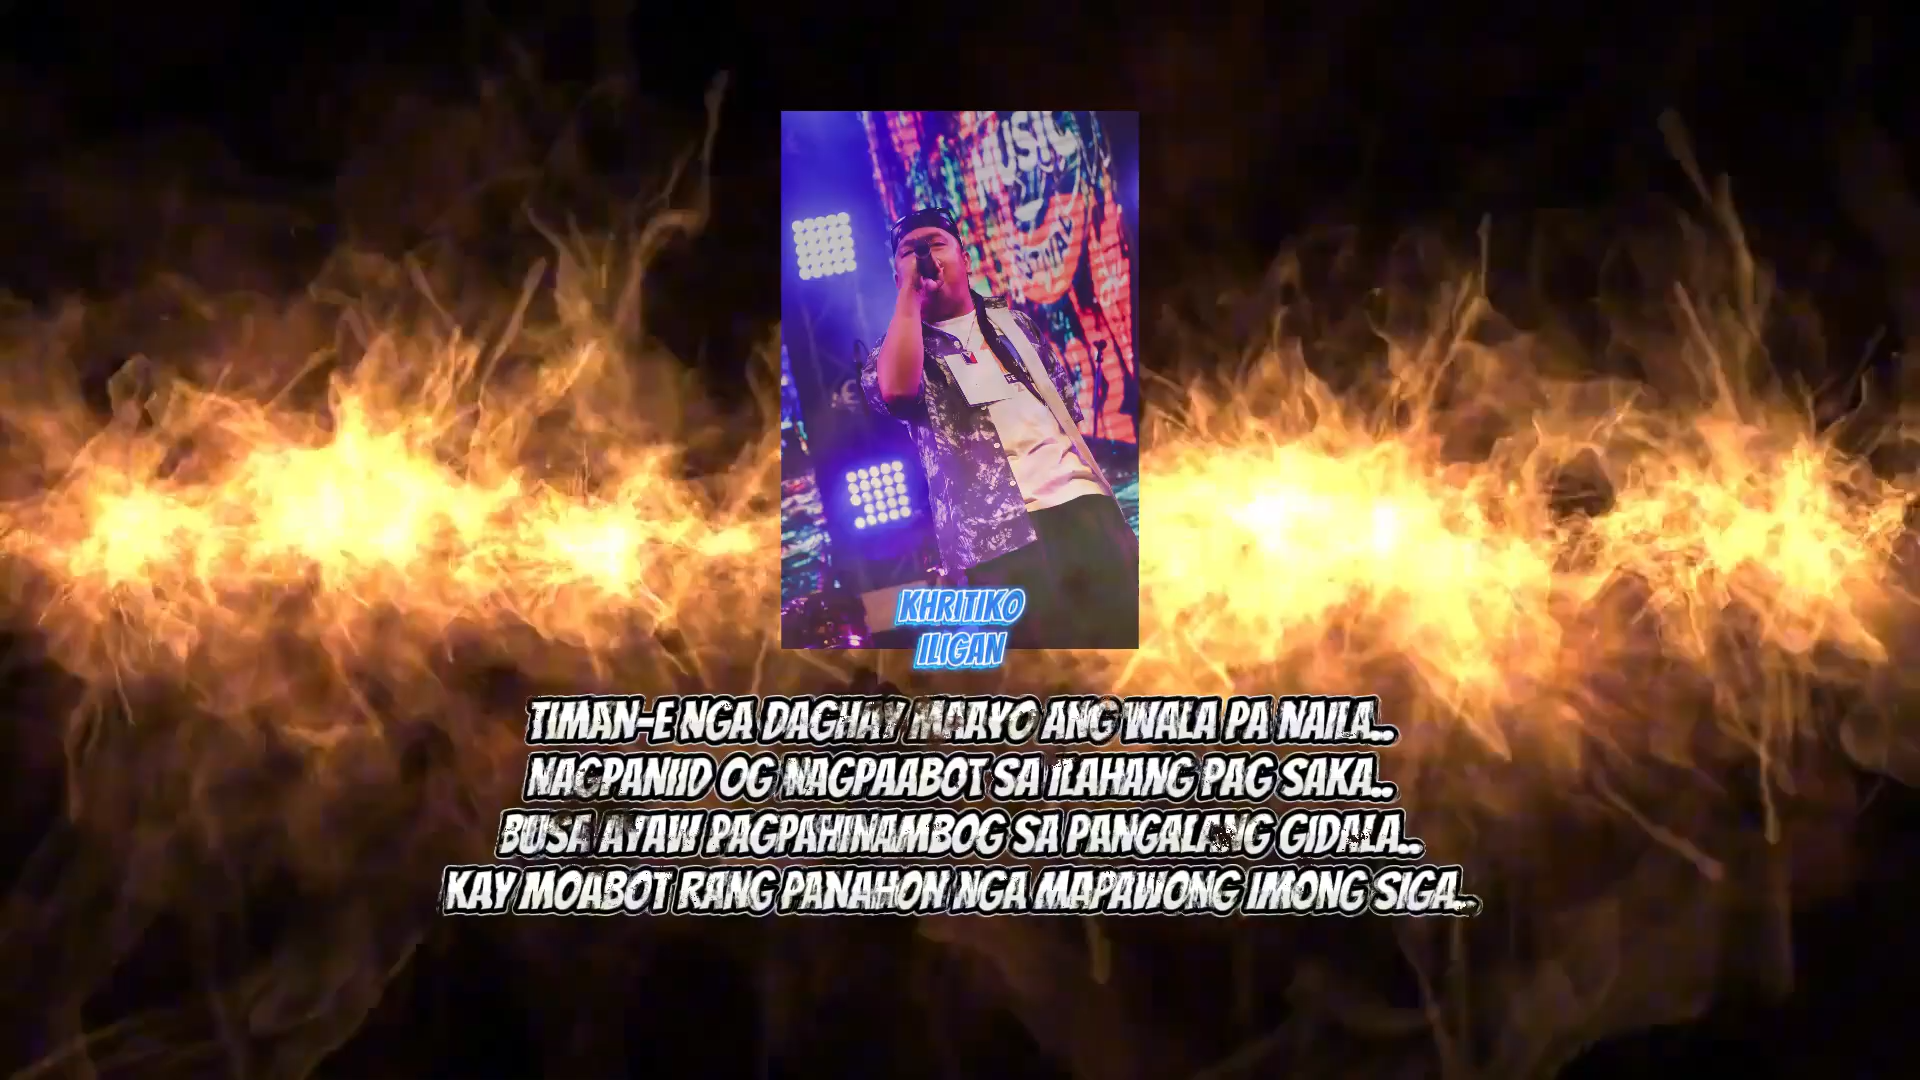 MUSIC
KHRITIKO
ILIGAN
TIMAN-E NGA DAGHAY MAAYO ANG WALA PA NAILA..
NAGPANIID OG NAGPAABOT SA ILAHANG PAG SAKA..
BUSA AYAW PAGPAHINAMBOG SA PANGALANG GIDALA..
KAY MOABOT RANG PANAHON NGA MAPAWONG IMONG SIGA..